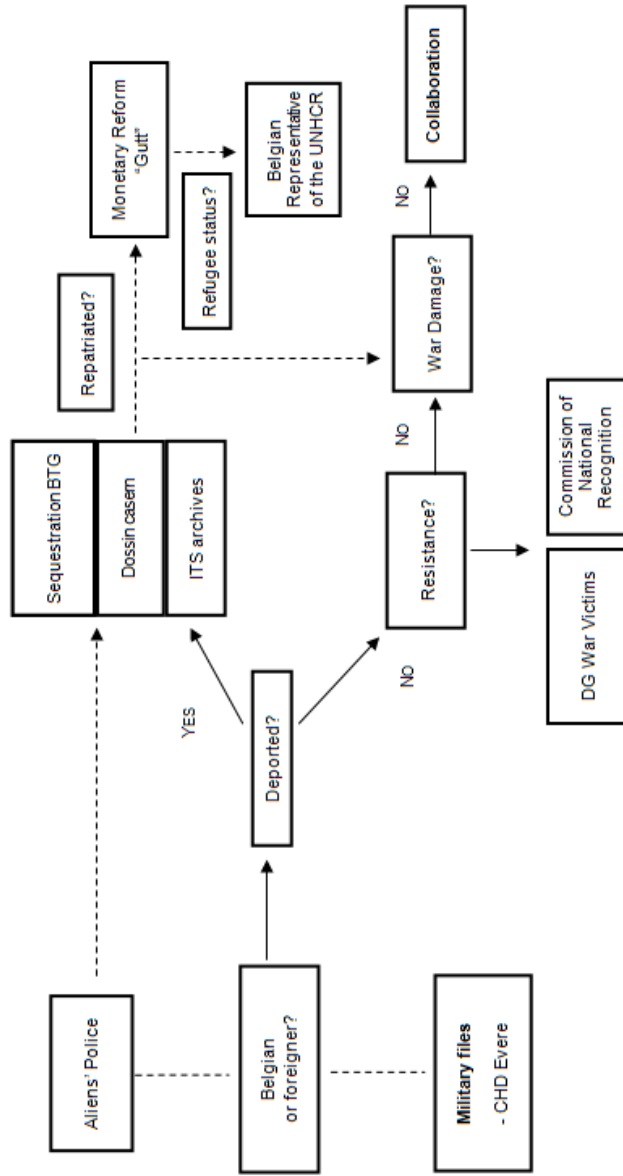 Aliens' Police
Belgian
or foreigner?
Military files
- CHD Evere
Deported?
YES
NO
Sequestration BTG
Dossin casern
ITS archives
Resistance?
DG War Victims
Commission of
National
Recognition
Repatriated?
NO
War Damage?
Monetary Reform
“Gutt”
Refugee status?
Belgian
Representative
of the UNHCR
NO
Collaboration